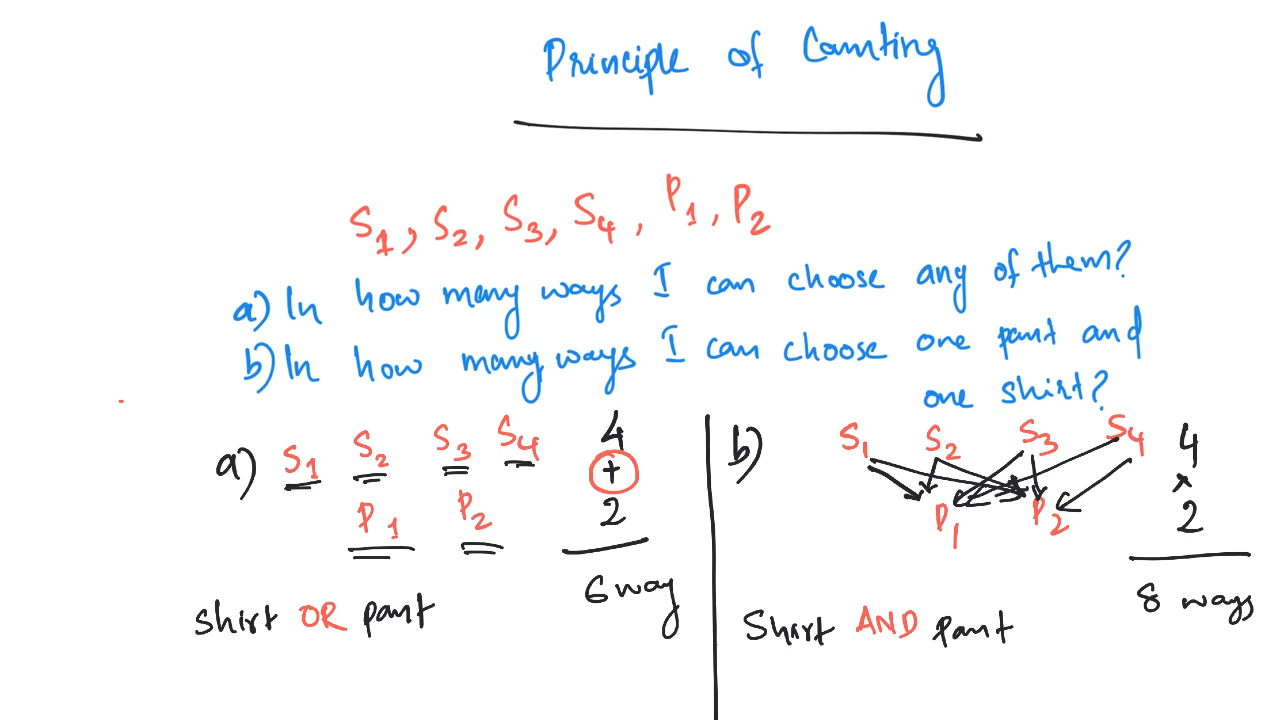 Principle of Counting
S1, S2, S3, S4, P1, P2
a) In how many ways I can choose any of them?
b) In how many ways I can choose one pant and
one shirt?
a) S1 S2 S3 S4 4
+
P1 P2 2
6 way
shirt OR pant
b) S1 S2 S3 S4 4
×
P1 P2 2
8 ways
Shirt AND pant